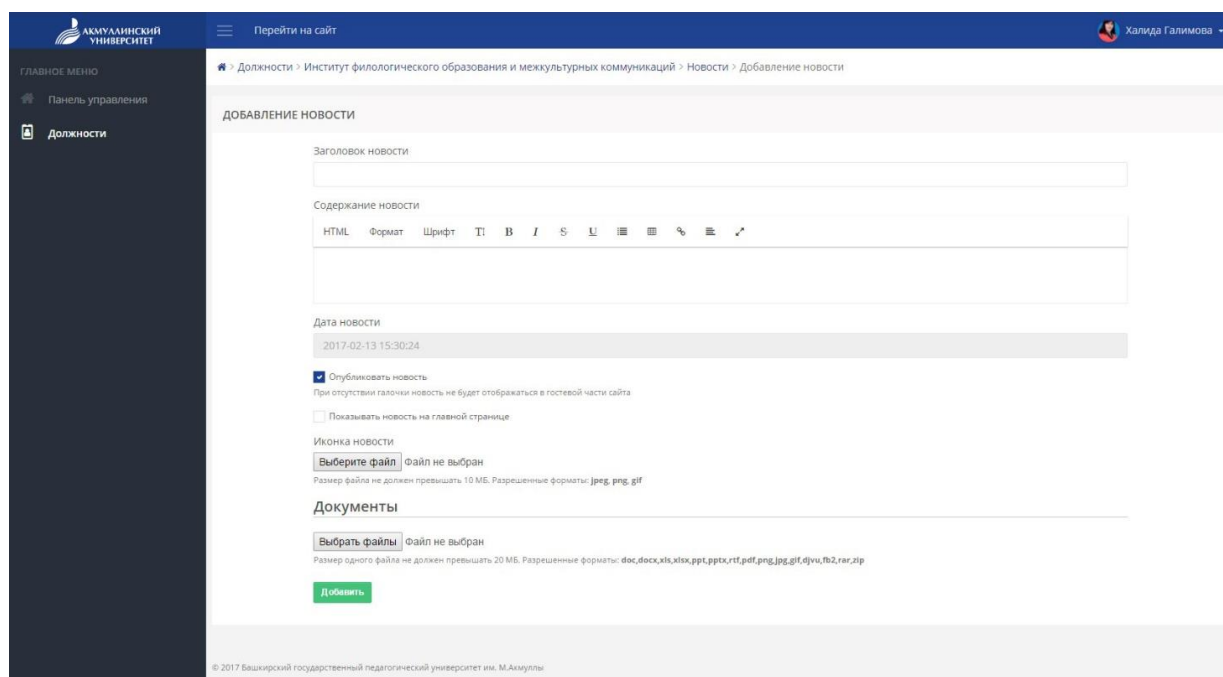 АКМУЛЛИНСКИЙ
УНИВЕРСИТЕТ
Перейти на сайт
Халида Галимова
ГЛАВНОЕ МЕНЮ
Панель управления
Должности
> Должности > Институт филологического образования и межкультурных коммуникаций > Новости > Добавление новости
ДОБАВЛЕНИЕ НОВОСТИ
Заголовок новости
Содержание новости
HTML Формат Шрифт T B I S U
Дата новости
2017-02-13 15:30:24
Опубликовать новость
При отсутствии галочки новость не будет отображаться в гостевой части сайта
Показывать новость на главной странице
Иконка новости
Выберите файл Файл не выбран
Размер файла не должен превышать 10 МБ. Разрешенные форматы: jpeg, png, gif
Документы
Выбрать файлы Файл не выбран
Размер одного файла не должен превышать 20 МБ. Разрешенные форматы: doc,docx,xls,xlsx,ppt,pptx,rtf,pdf,png,jpg,gif,djvu,fb2,rar,zip
Добавить
© 2017 Башкирский государственный педагогический университет им. М.Акмуллы